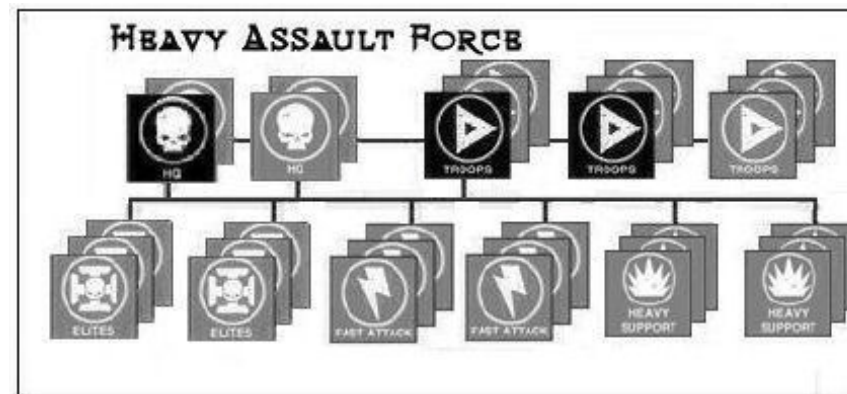 HEAVY ASSAULT FORCE
HQ
HQ
TROOPS
TROOPS
TROOPS
ELITES
ELITES
FAST ATTACK
FAST ATTACK
HEAVY
SUPPORT
HEAVY
SUPPORT